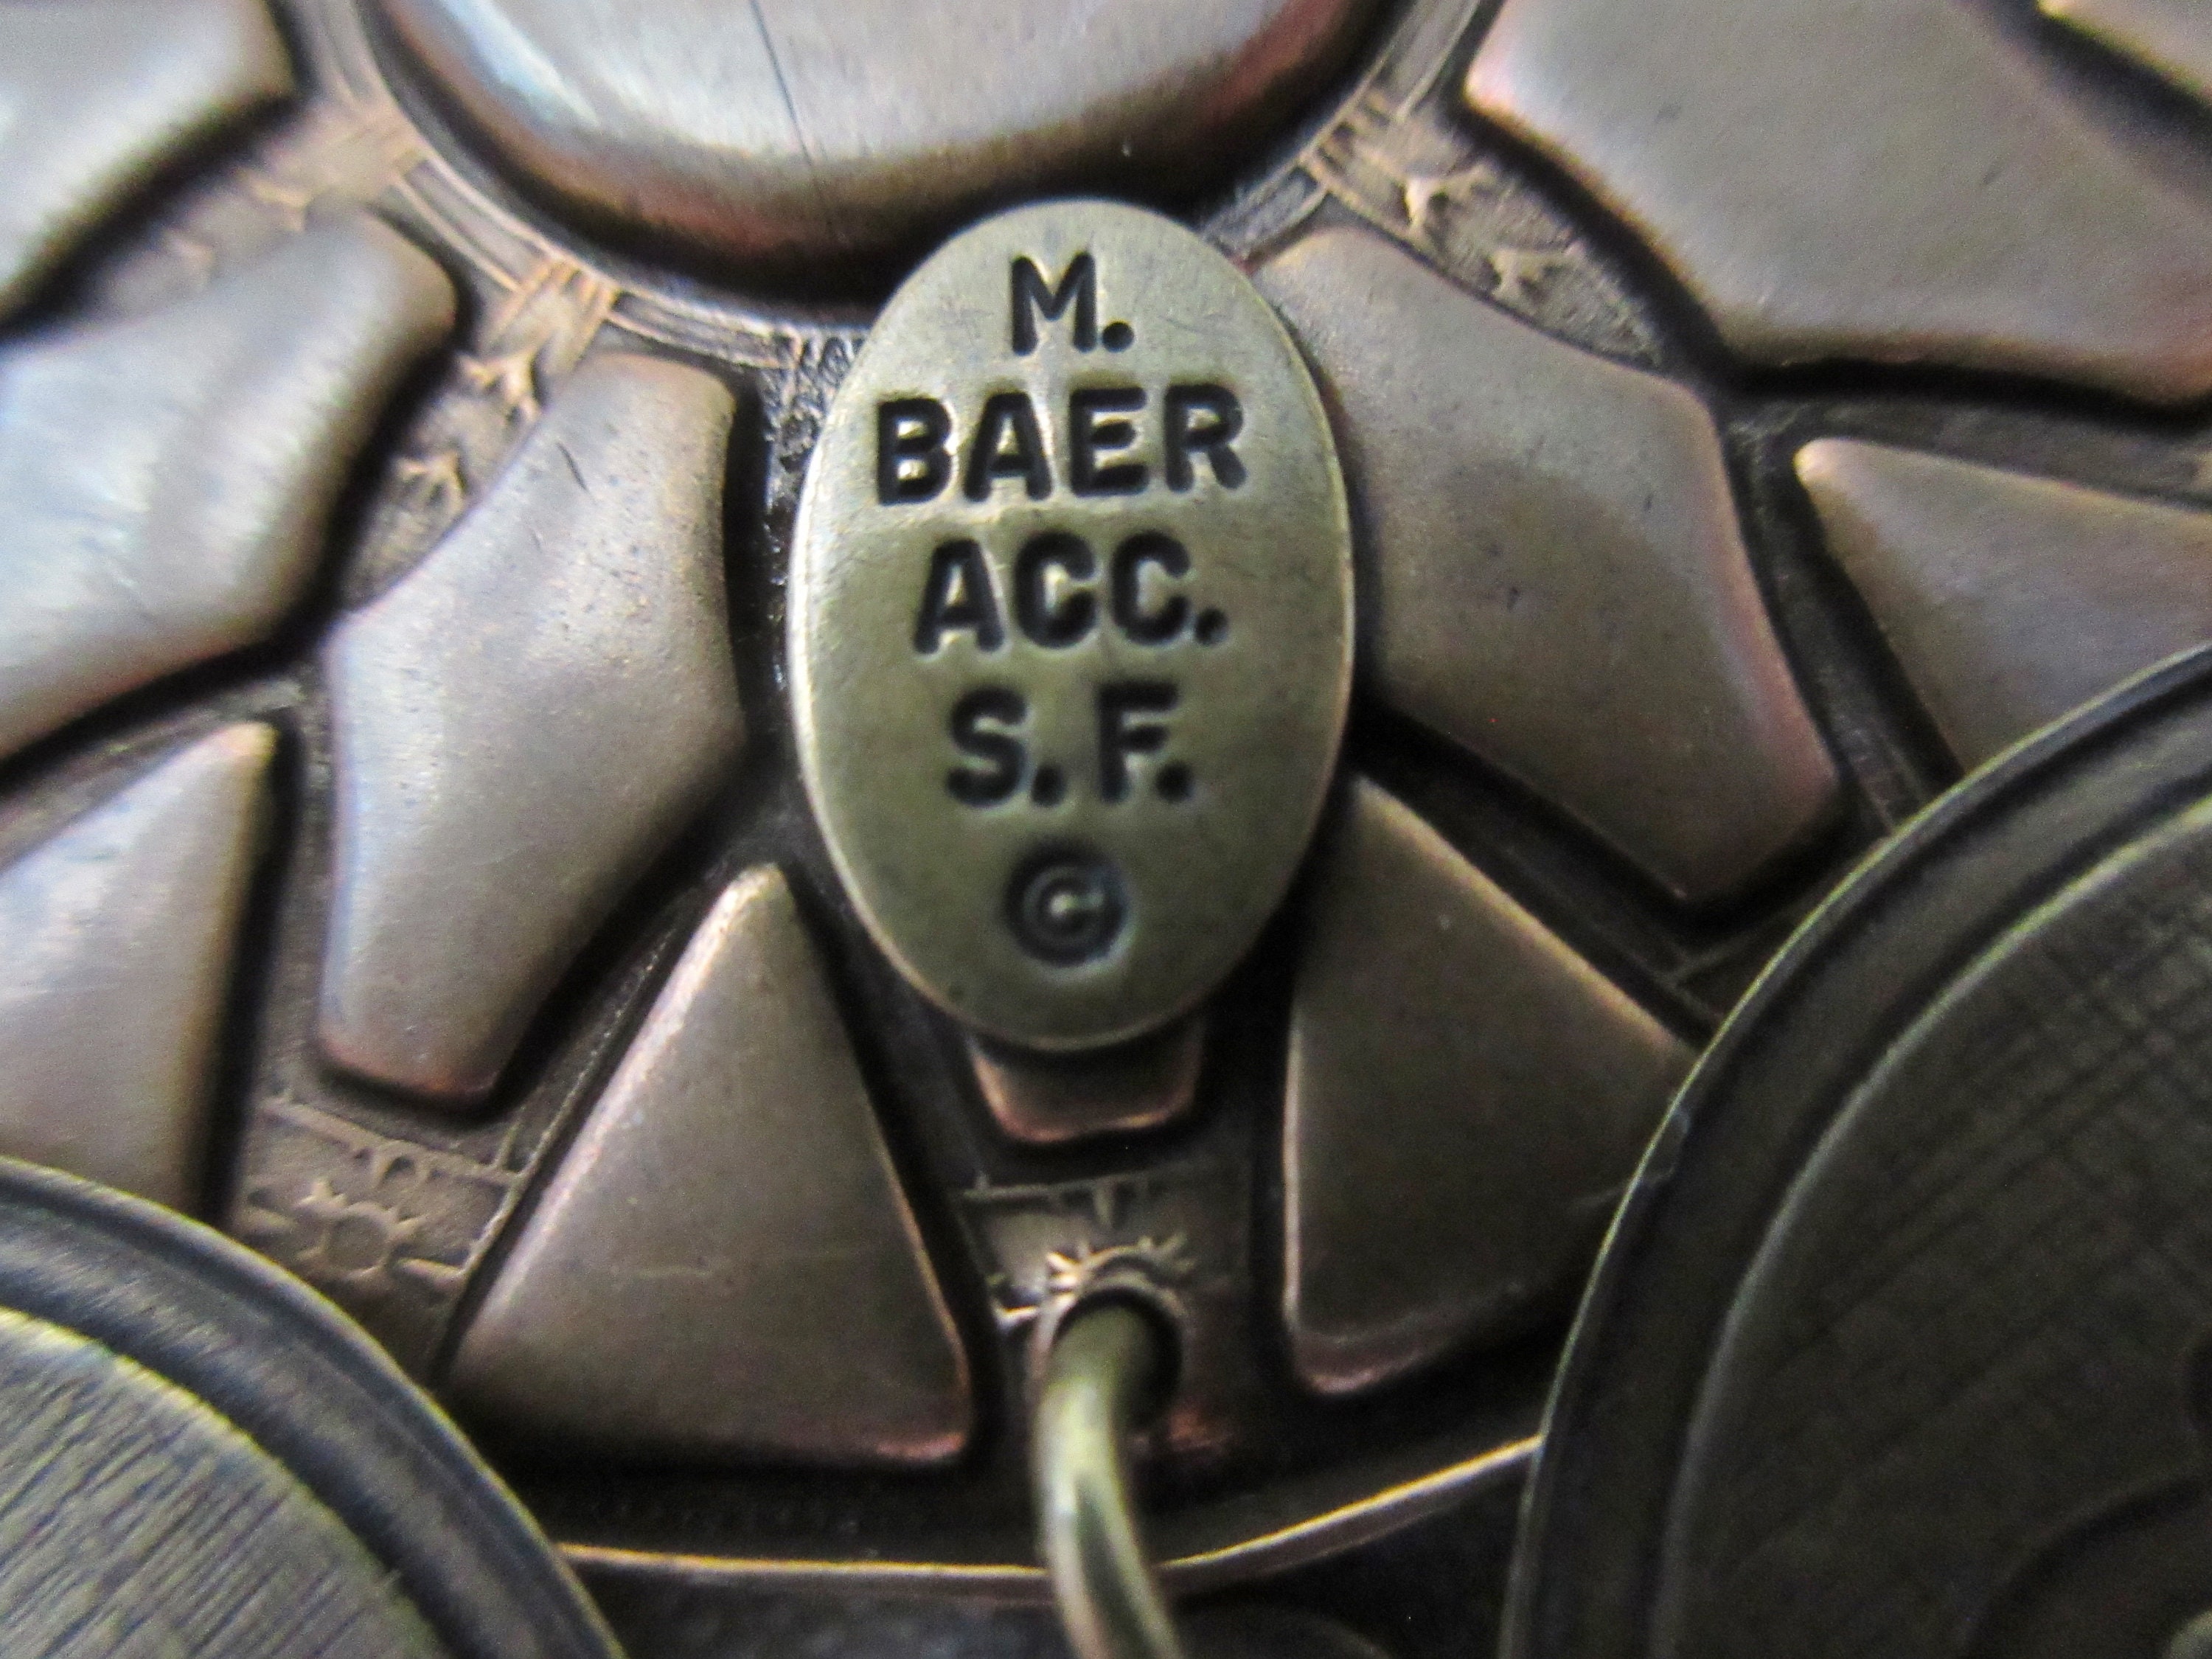 M.
BAER
ACC.
S. F.
©